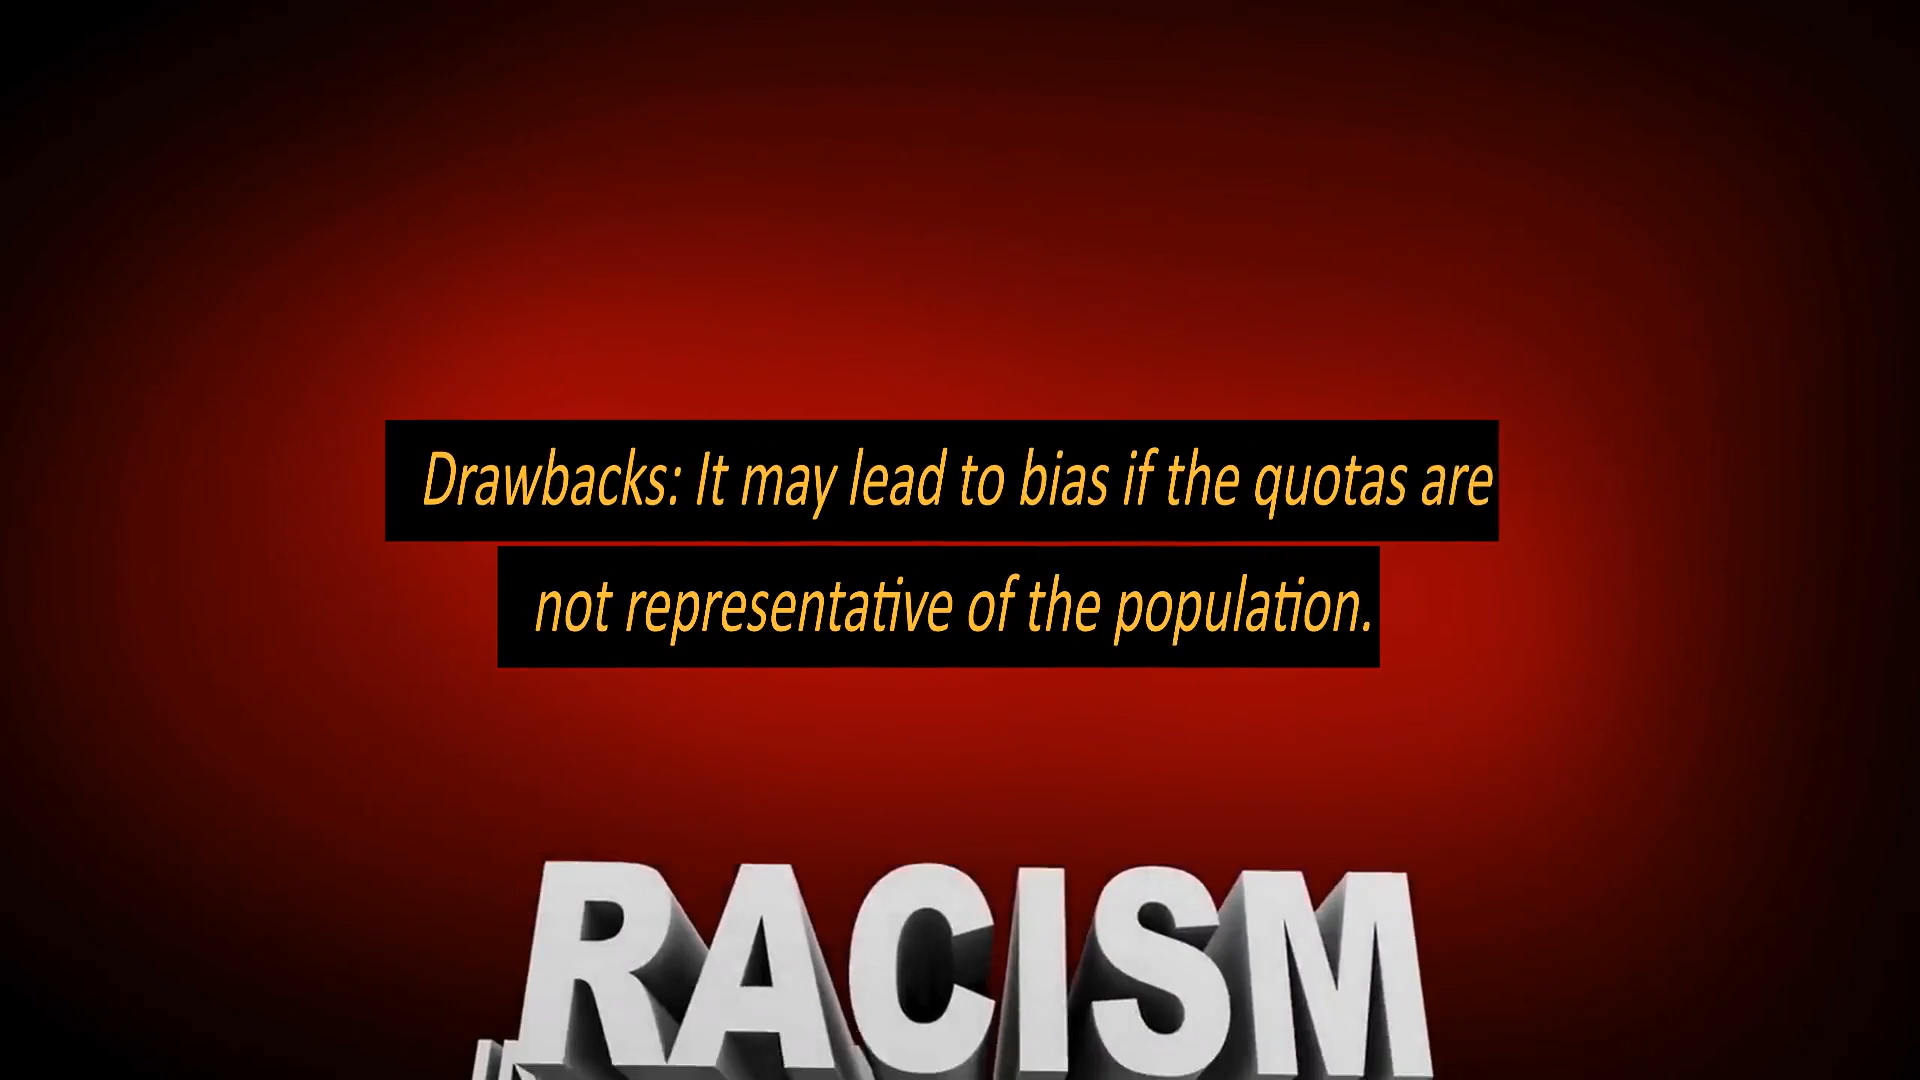 Drawbacks: It may lead to bias if the quotas are
not representative of the population.
RACISM